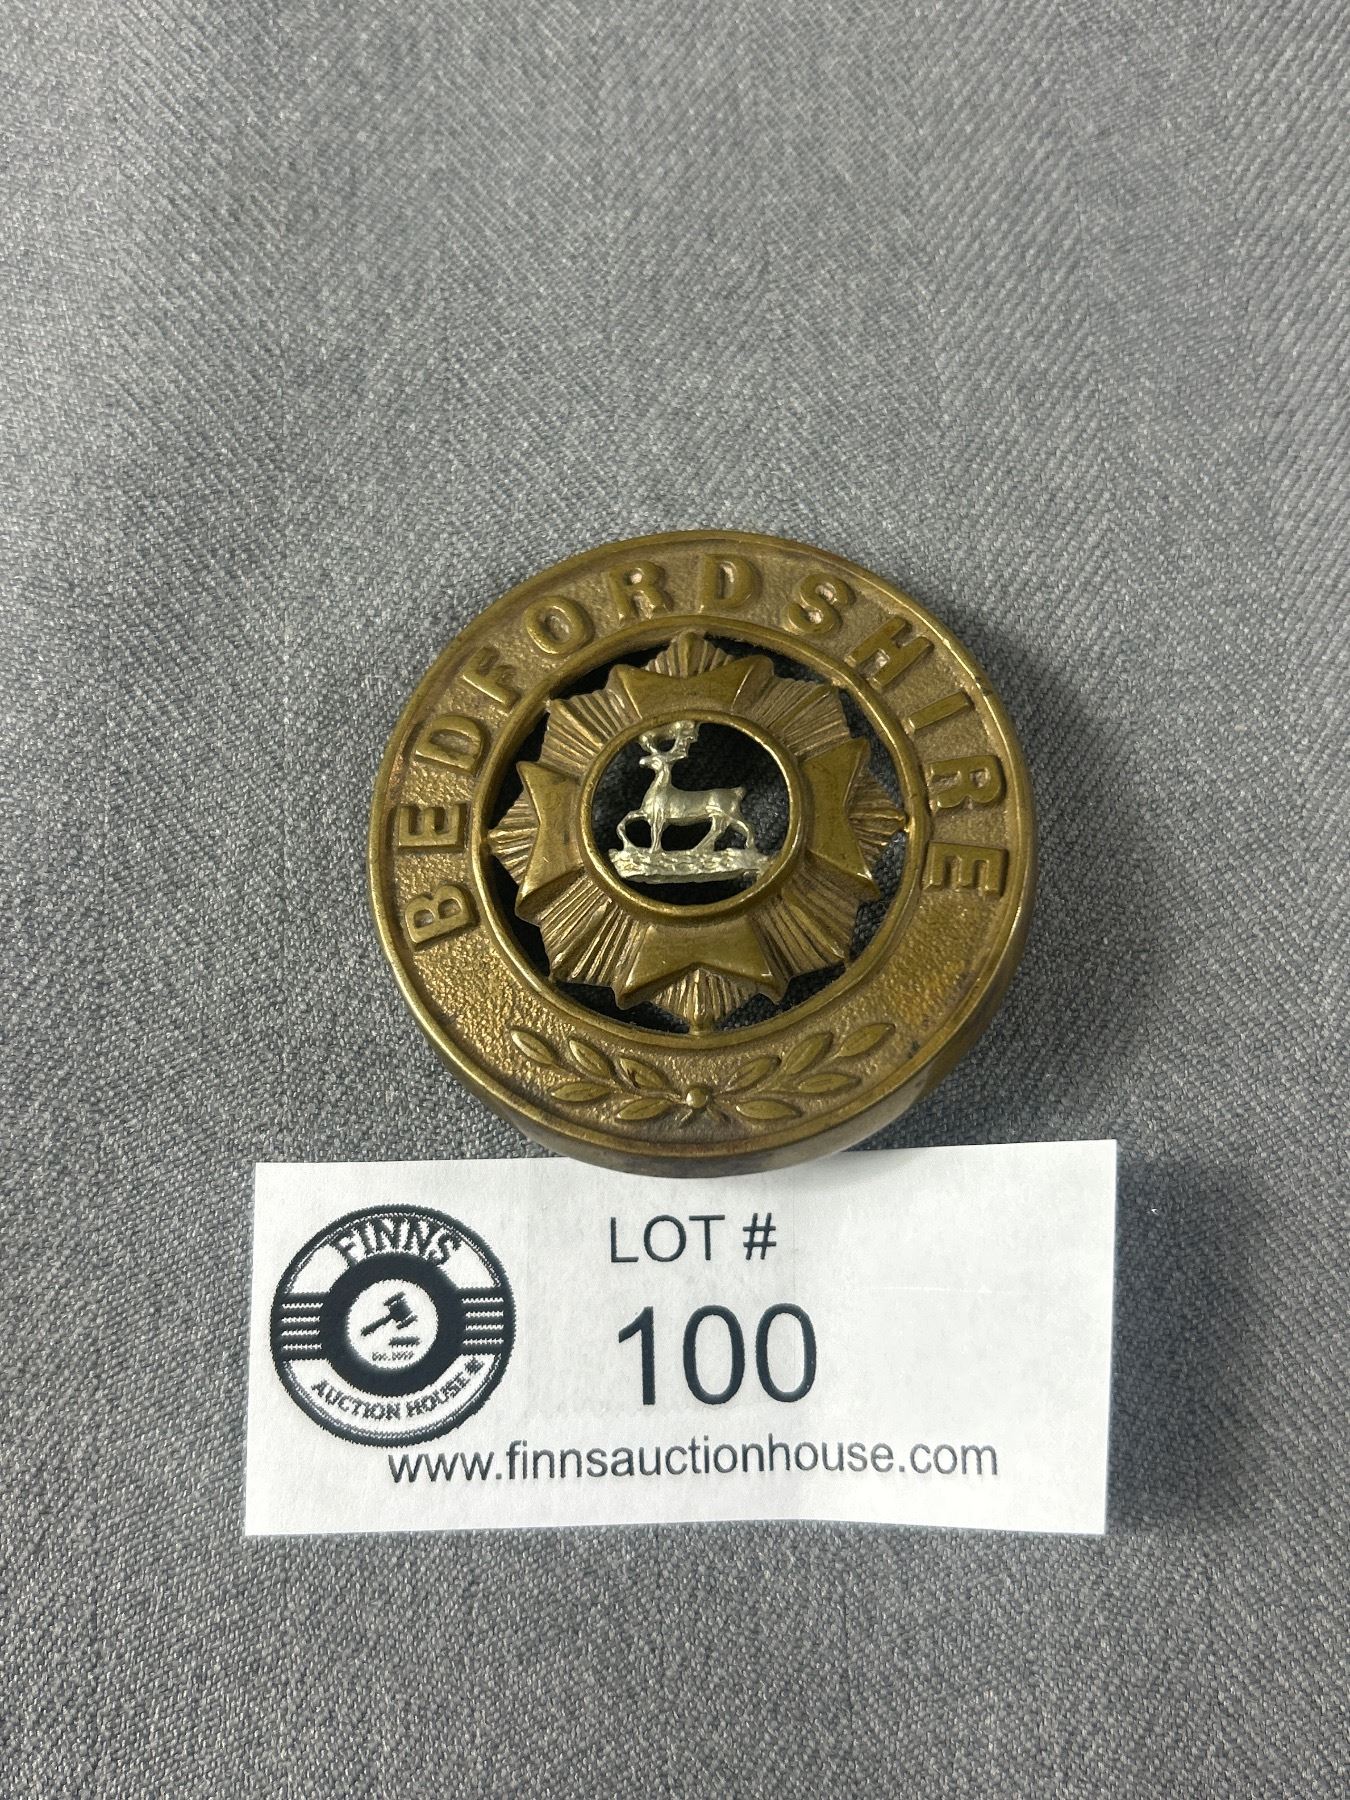 BEDFORDSHIRE
FINNS
AUCTION HOUSE
LOT #
100
www.finnsauctionhouse.com